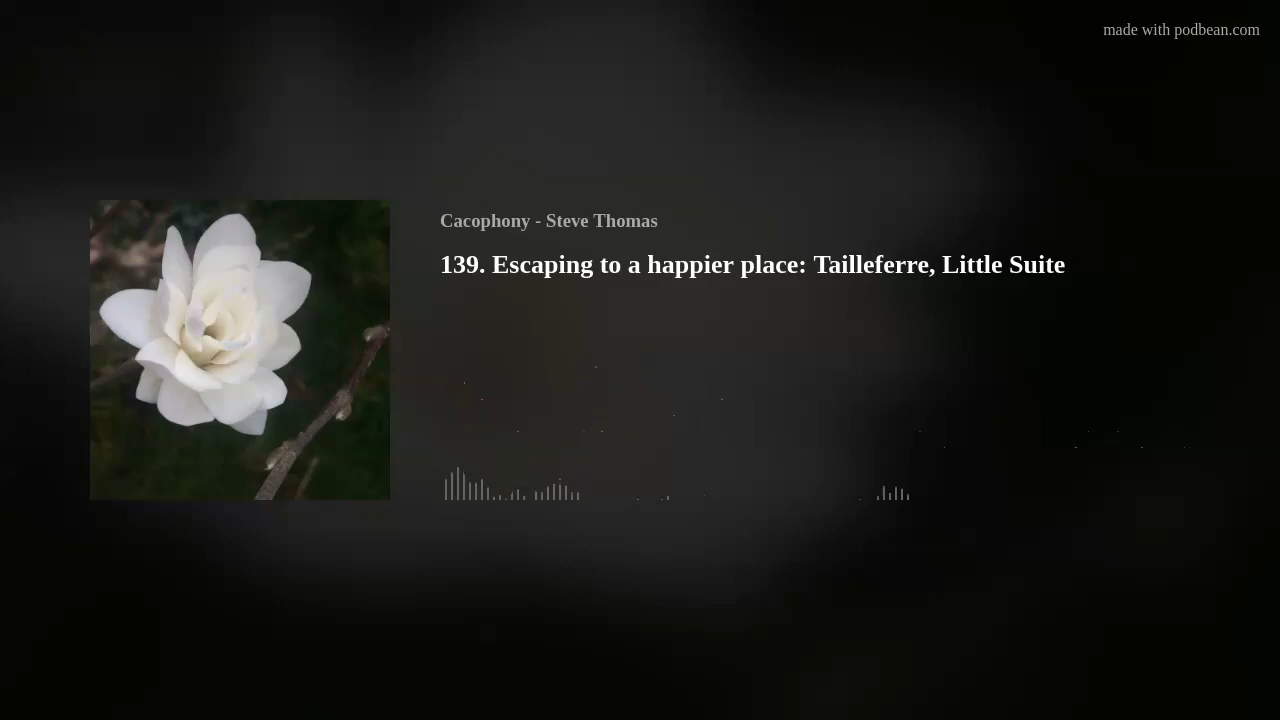 made with podbean.com
Cacophony - Steve Thomas
139. Escaping to a happier place: Tailleferre, Little Suite